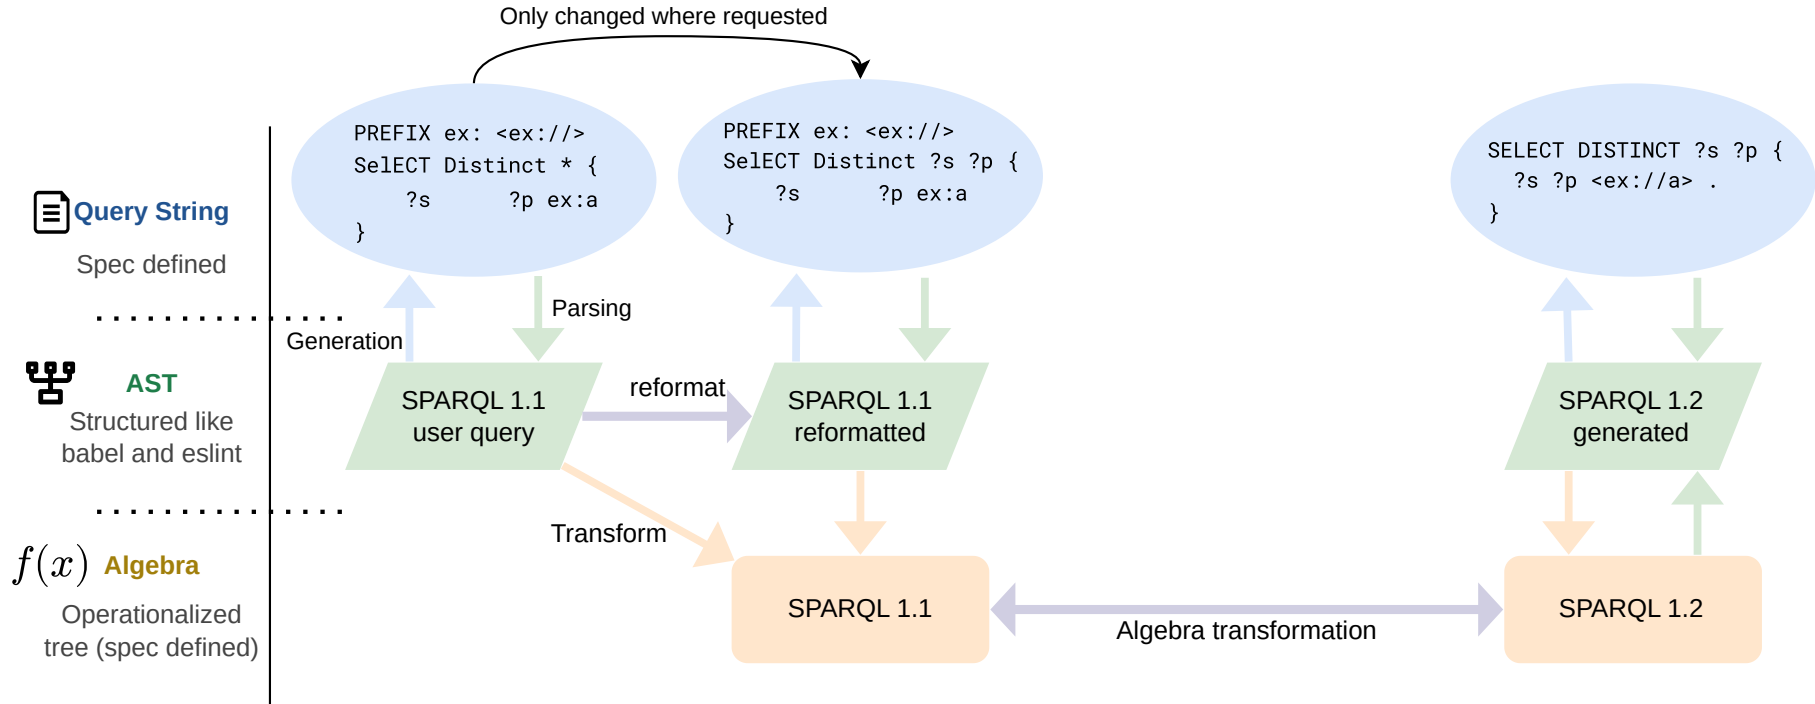 Only changed where requested
PREFIX ex: <ex://>
SelECT Distinct * {
?s ?p ex:a
}
PREFIX ex: <ex://>
SelECT Distinct ?s ?p {
?s ?p ex:a
}
SELECT DISTINCT ?s ?p {
?s ?p <ex://a> .
}
Query String
Spec defined
Generation
Parsing
AST
Structured like
babel and eslint
SPARQL 1.1
user query
reformat
SPARQL 1.1
reformatted
SPARQL 1.2
generated
Transform
f(x) Algebra
Operationalized
tree (spec defined)
SPARQL 1.1
Algebra transformation
SPARQL 1.2